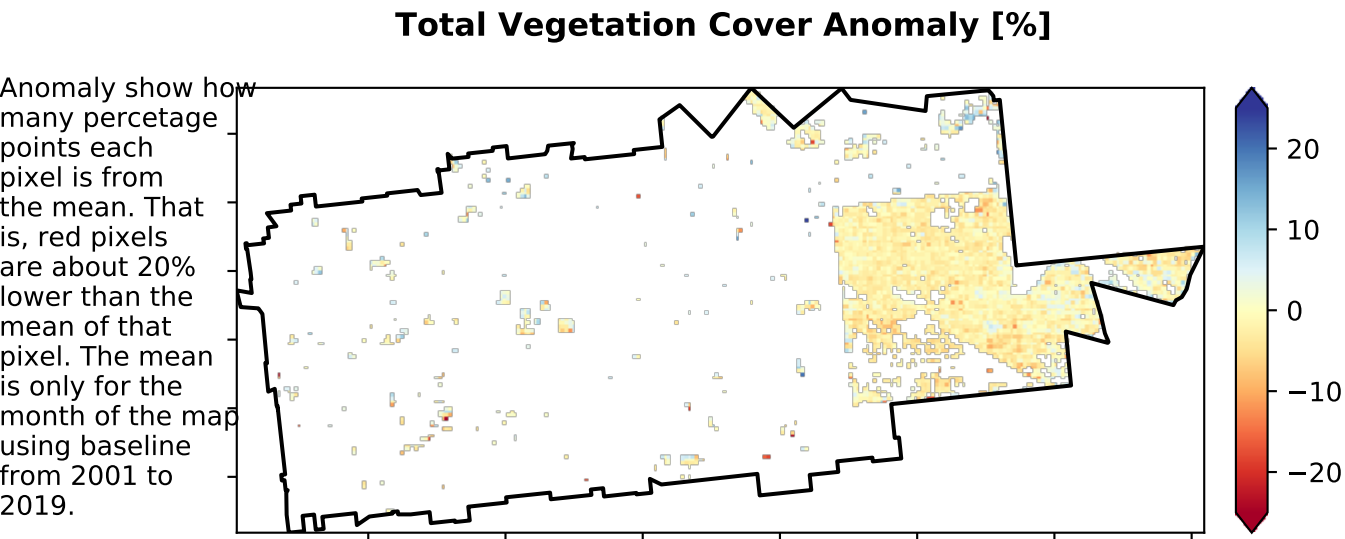 Total Vegetation Cover Anomaly [%]
Anomaly show how
many percetage
points each
pixel is from
the mean. That
is, red pixels
are about 20%
lower than the
mean of that
pixel. The mean
is only for the
month of the map
using baseline
from 2001 to
2019.
20
10
0
−10
−20